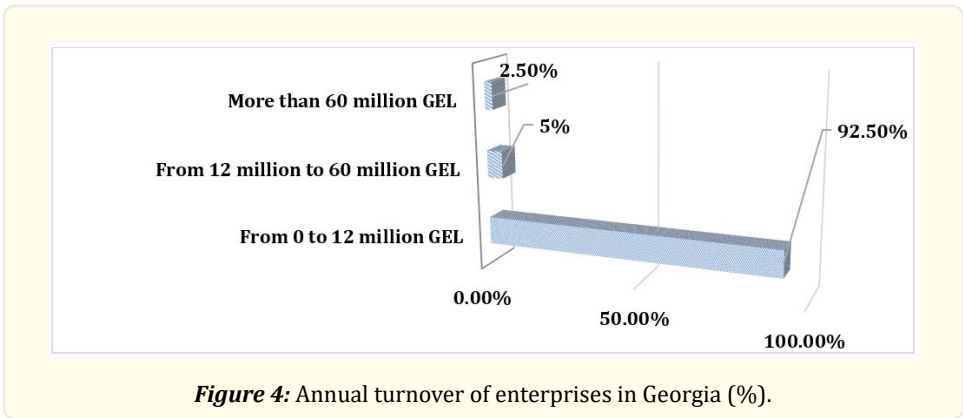 2.50%
More than 60 million GEL
5%
92.50%
From 12 million to 60 million GEL
From 0 to 12 million GEL
0.00%
50.00%
100.00%
Figure 4: Annual turnover of enterprises in Georgia (%).